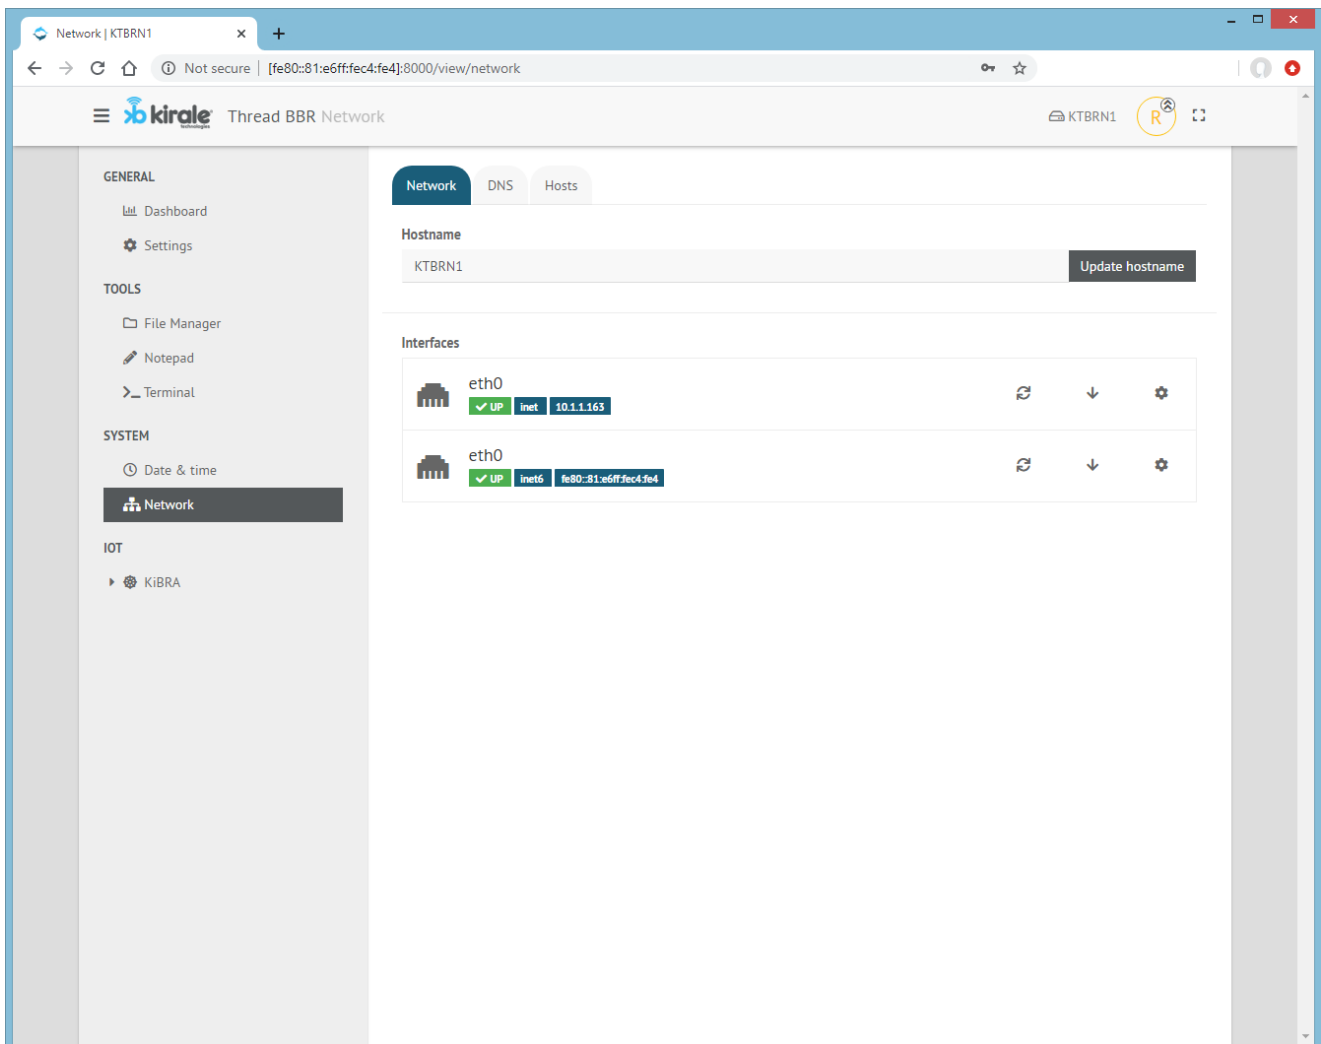 Network | KTBRN1
Not secure | [fe80::81:e6ff:fec4:fe4]:8000/view/network
kirale technologies Thread BBR Network KTBRN1 R
GENERAL
Dashboard
Settings
TOOLS
File Manager
Notepad
Terminal
SYSTEM
Date & time
Network
IOT
KiBRA
Network DNS Hosts
Hostname
KTBRN1 Update hostname
Interfaces
eth0
UP inet 10.1.1.163
eth0
UP inet6 fe80::81:e6ff:fec4:fe4